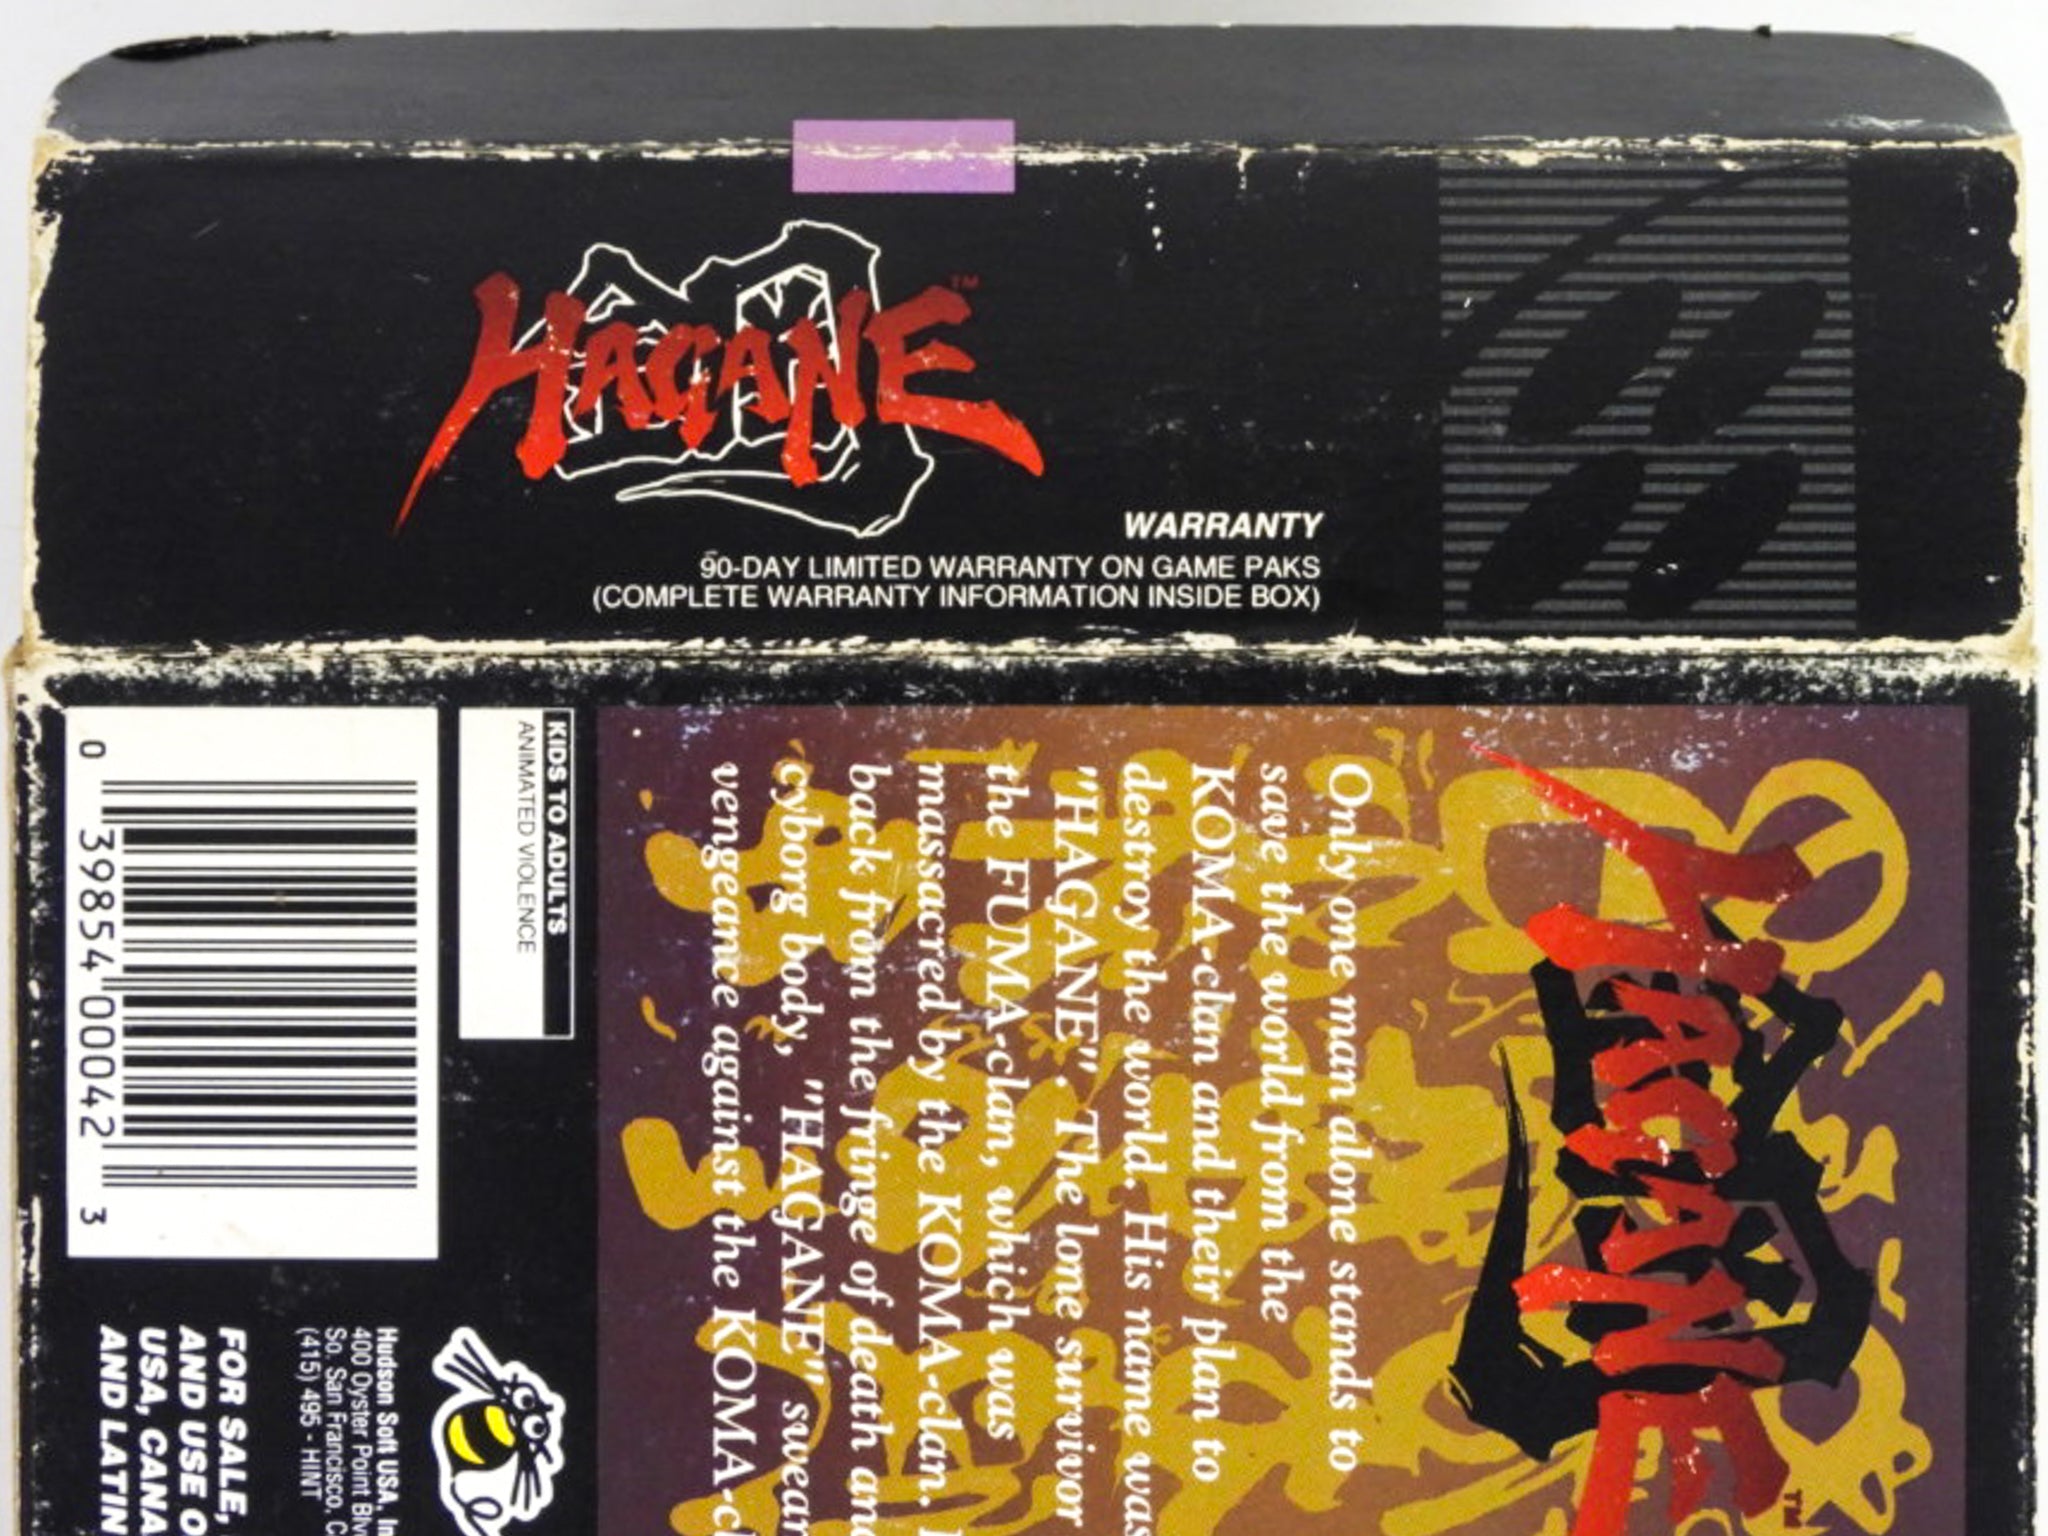 HAGANE™
WARRANTY
90-DAY LIMITED WARRANTY ON GAME PAKS
(COMPLETE WARRANTY INFORMATION INSIDE BOX)
HAGANE™
Only one man alone stands to
save the world from the
KOMA-clan and their plan to
destroy the world. His name was
"HAGANE". The lone survivor
the FUMA-clan, which was
massacred by the KOMA-clan.
back from the fringe of death and
cyborg body, "HAGANE" swear
vengeance against the KOMA-cl
KIDS TO ADULTS
ANIMATED VIOLENCE
0 39854 00042 3
Hudson Soft USA, In
400 Oyster Point Blv
So. San Francisco, C
(415) 495 - HINT
FOR SALE,
AND USE O
USA, CANA
AND LATIN